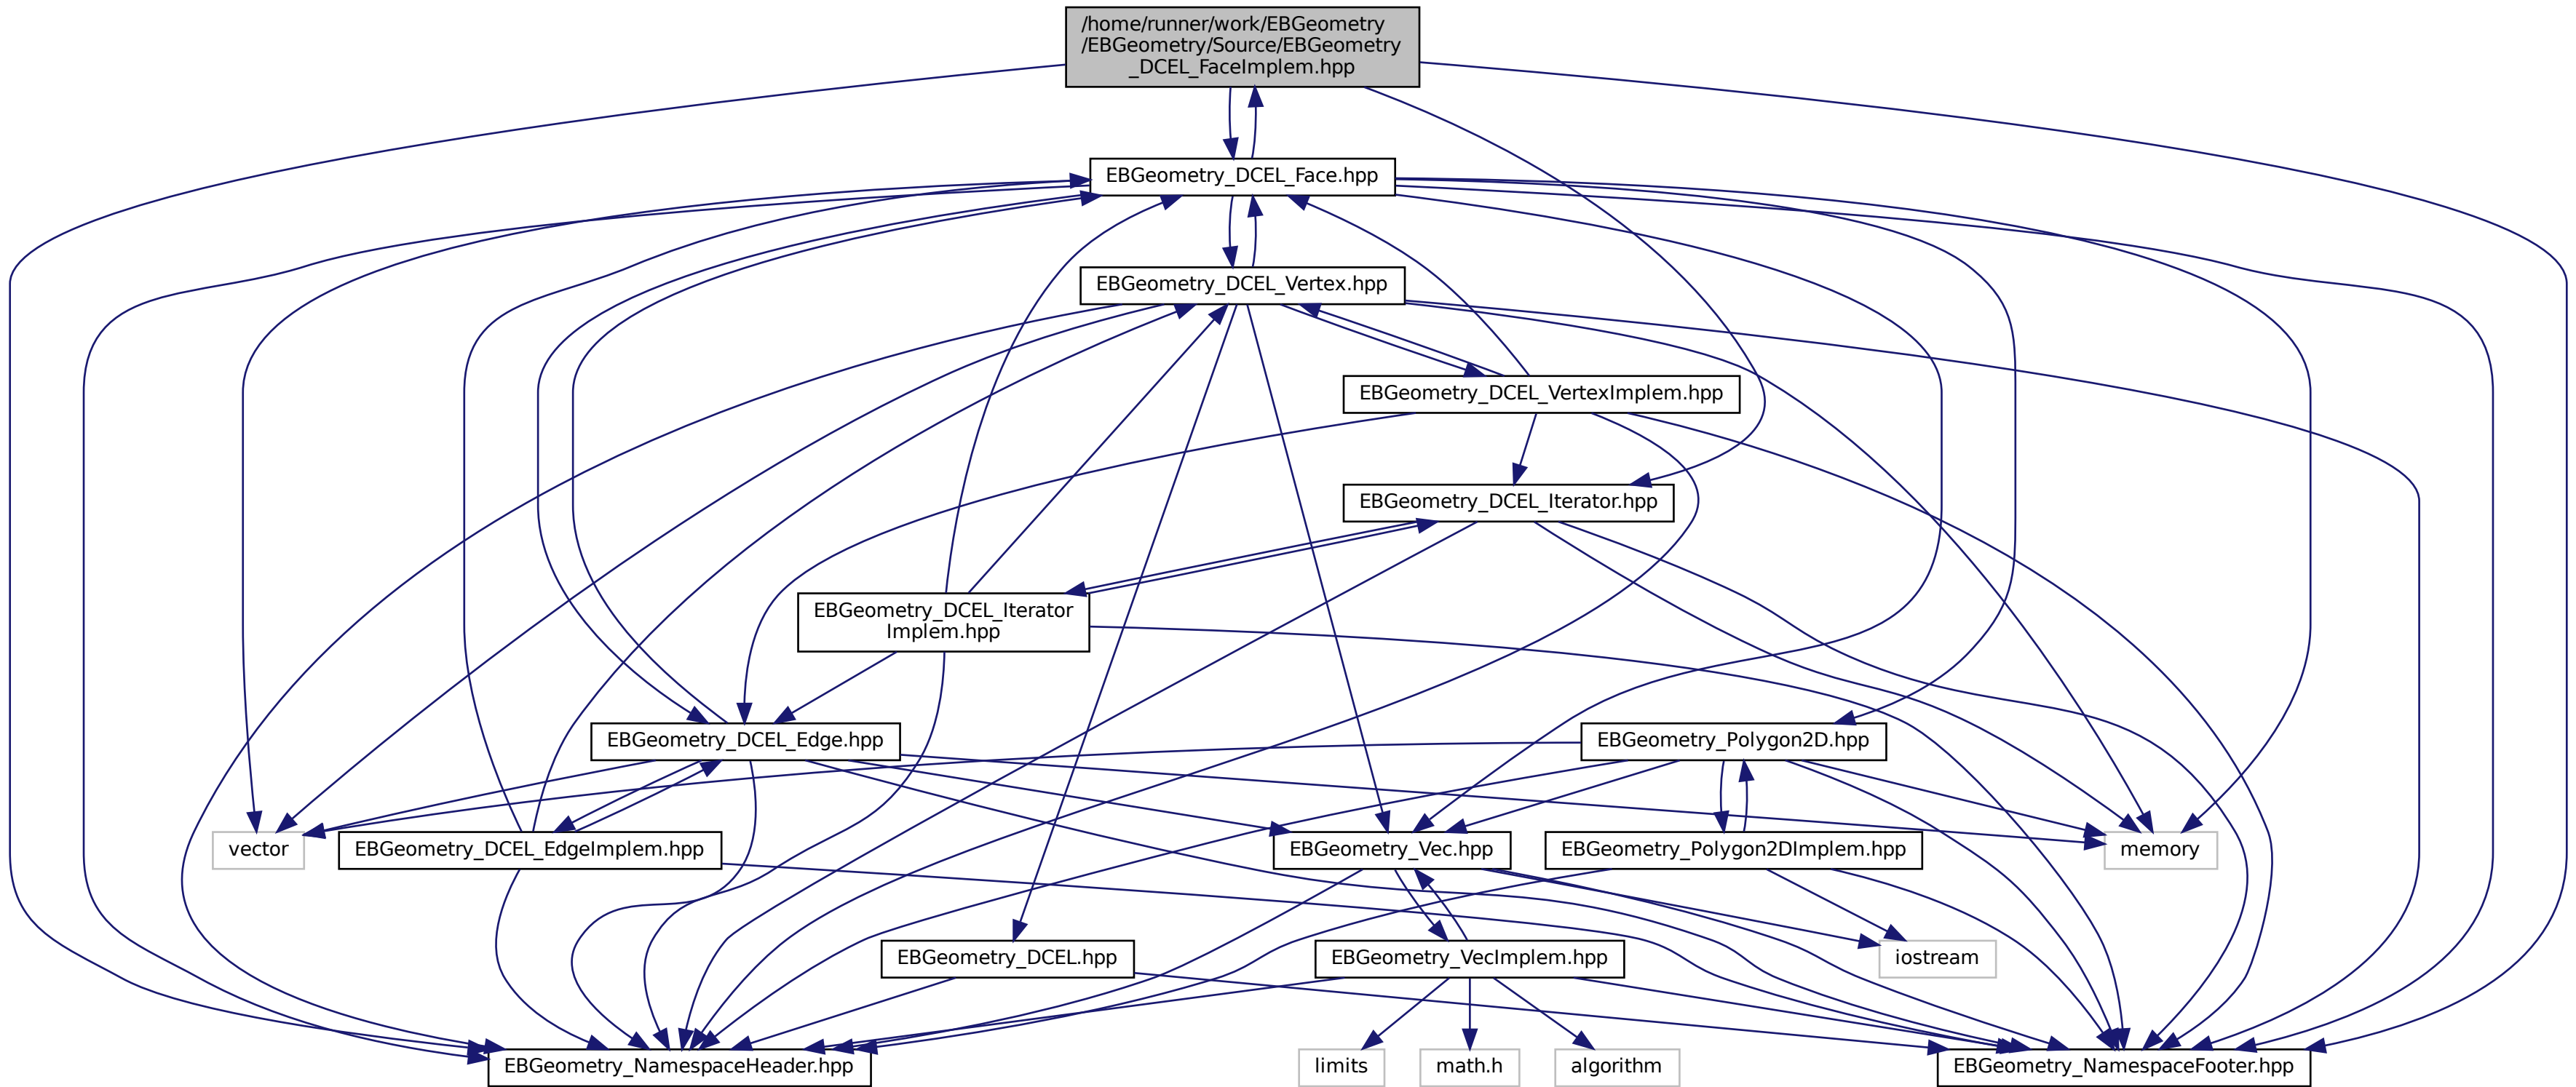 /home/runner/work/EBGeometry
/EBGeometry/Source/EBGeometry
_DCEL_FaceImplem.hpp
EBGeometry_DCEL_Face.hpp
EBGeometry_DCEL_Vertex.hpp
EBGeometry_DCEL_VertexImplem.hpp
EBGeometry_DCEL_Iterator.hpp
EBGeometry_DCEL_Iterator
Implem.hpp
EBGeometry_DCEL_Edge.hpp
EBGeometry_Polygon2D.hpp
vector
EBGeometry_DCEL_EdgeImplem.hpp
EBGeometry_Vec.hpp
EBGeometry_Polygon2DImplem.hpp
memory
EBGeometry_DCEL.hpp
EBGeometry_VecImplem.hpp
iostream
EBGeometry_NamespaceHeader.hpp
limits
math.h
algorithm
EBGeometry_NamespaceFooter.hpp